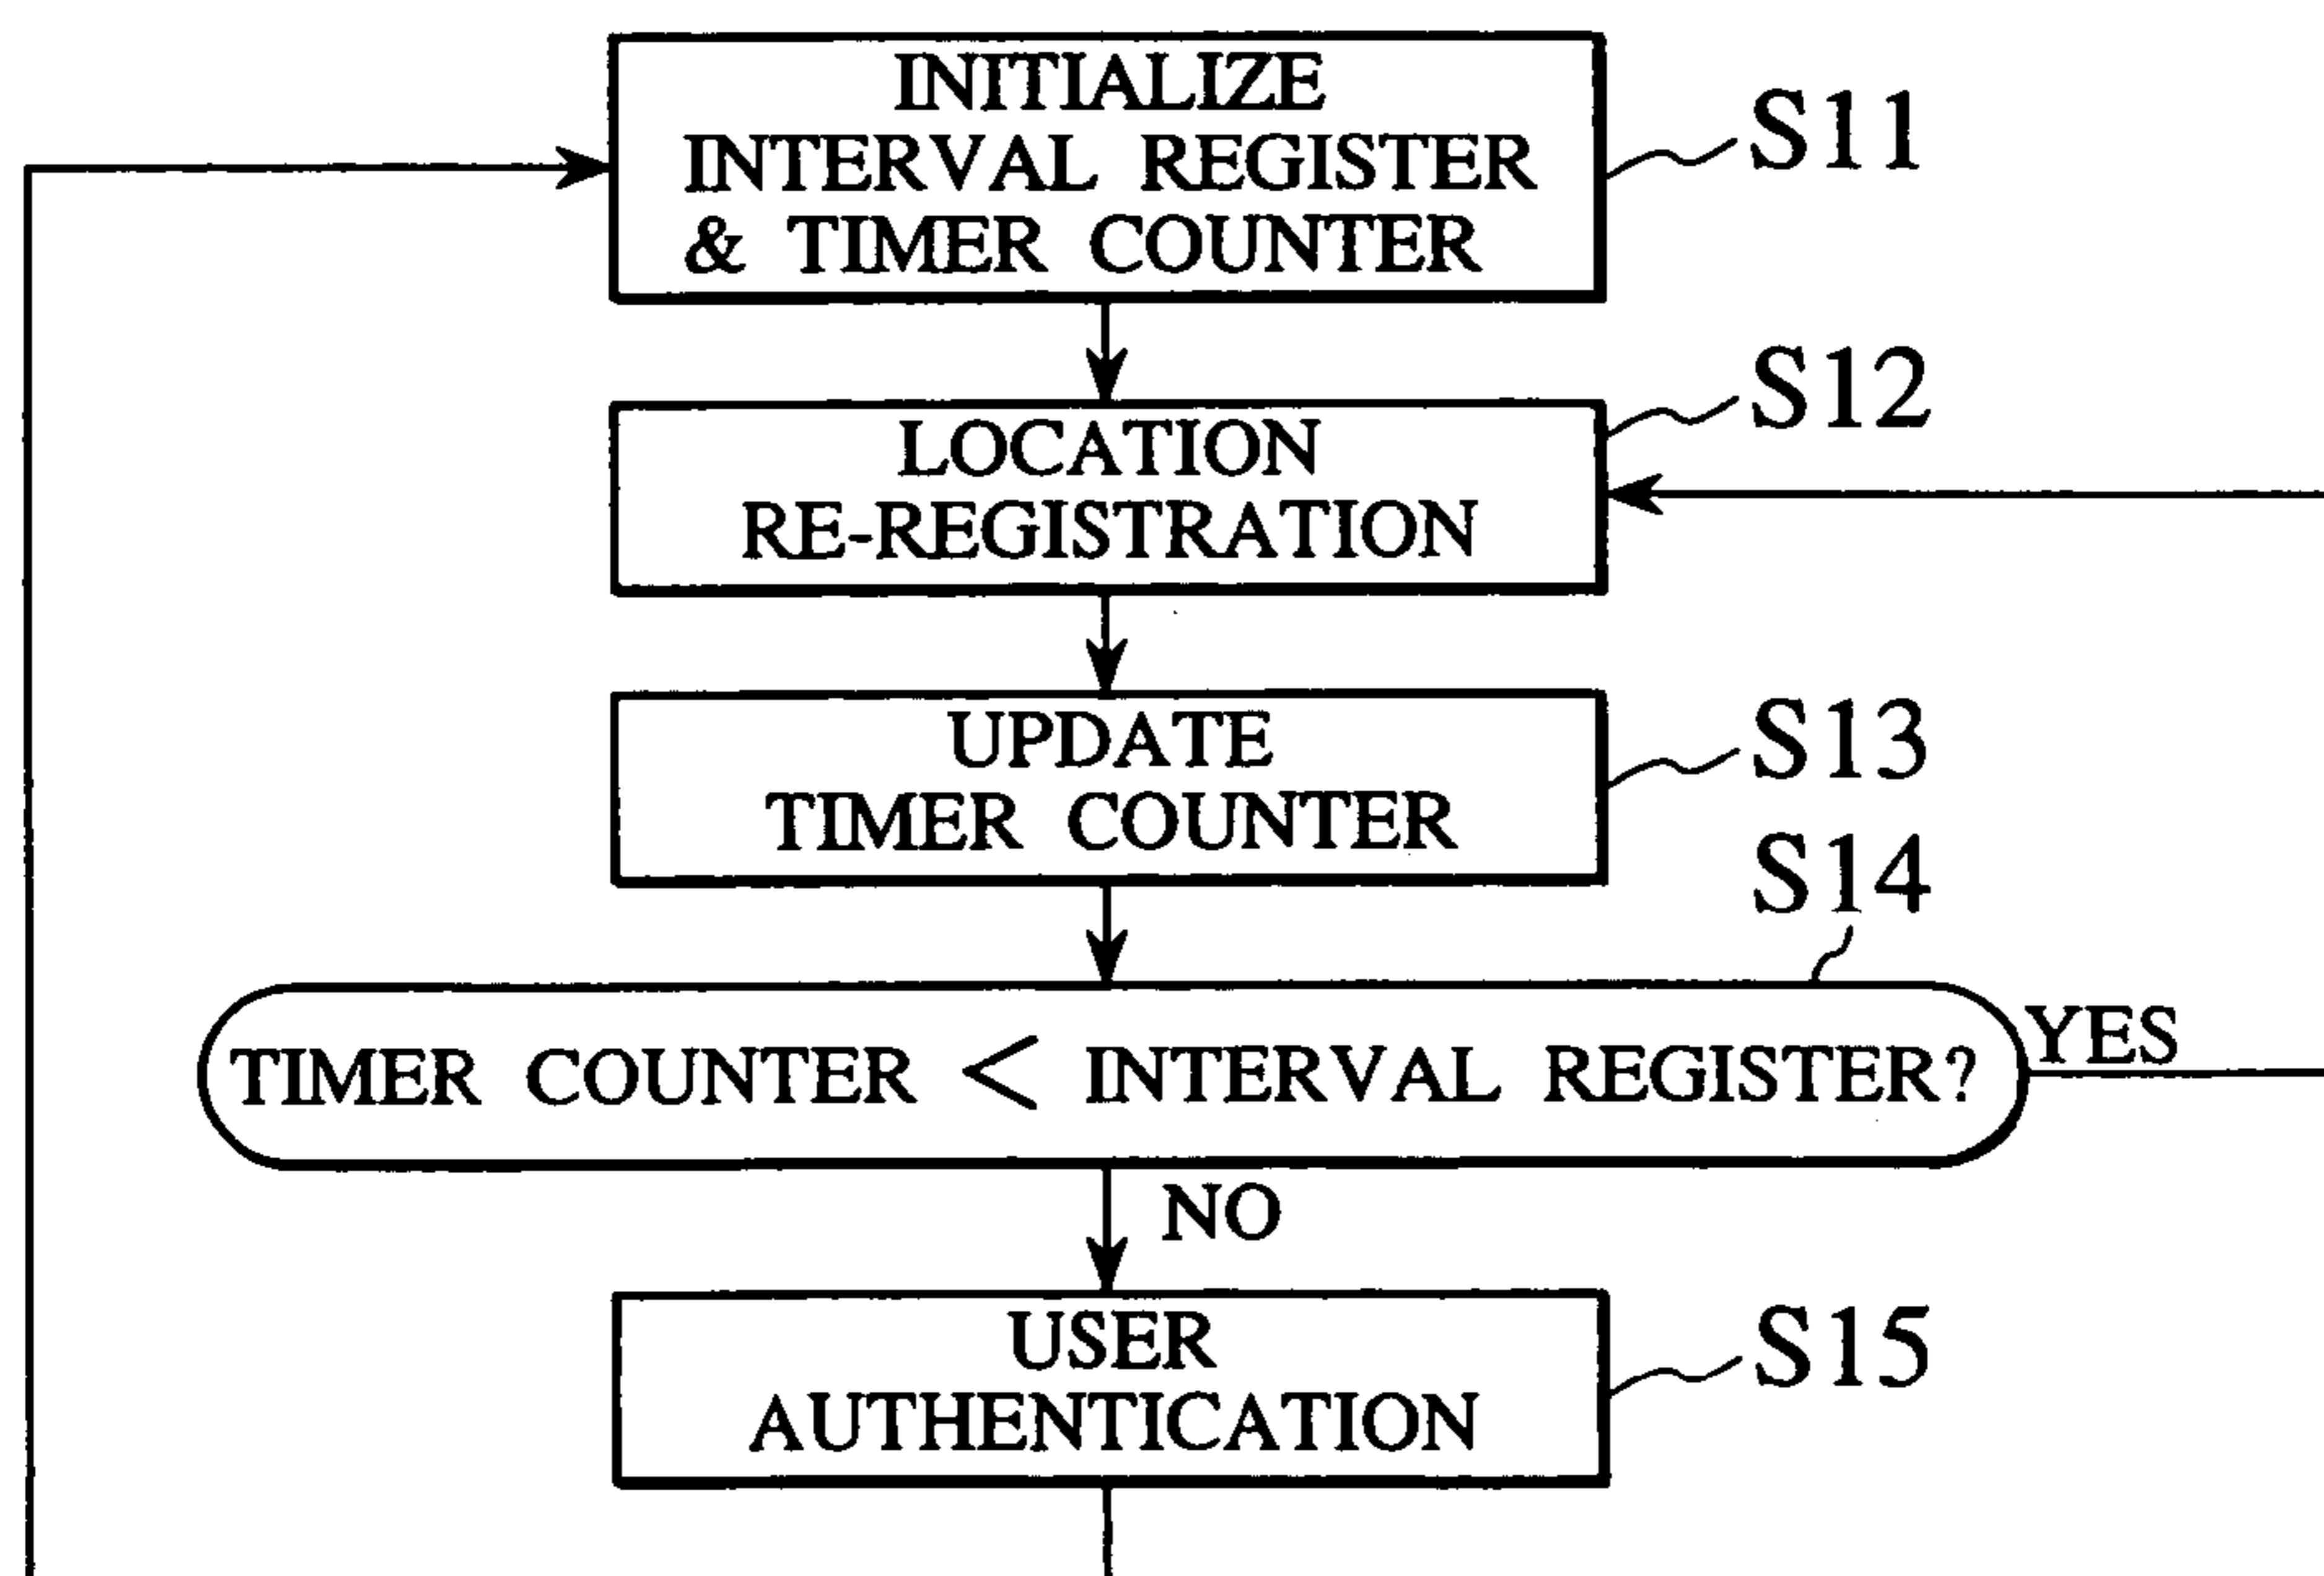 INITIALIZE
INTERVAL REGISTER
& TIMER COUNTER
S11
LOCATION
RE-REGISTRATION
S12
UPDATE
TIMER COUNTER
S13
S14
TIMER COUNTER < INTERVAL REGISTER?
YES
NO
USER
AUTHENTICATION
S15